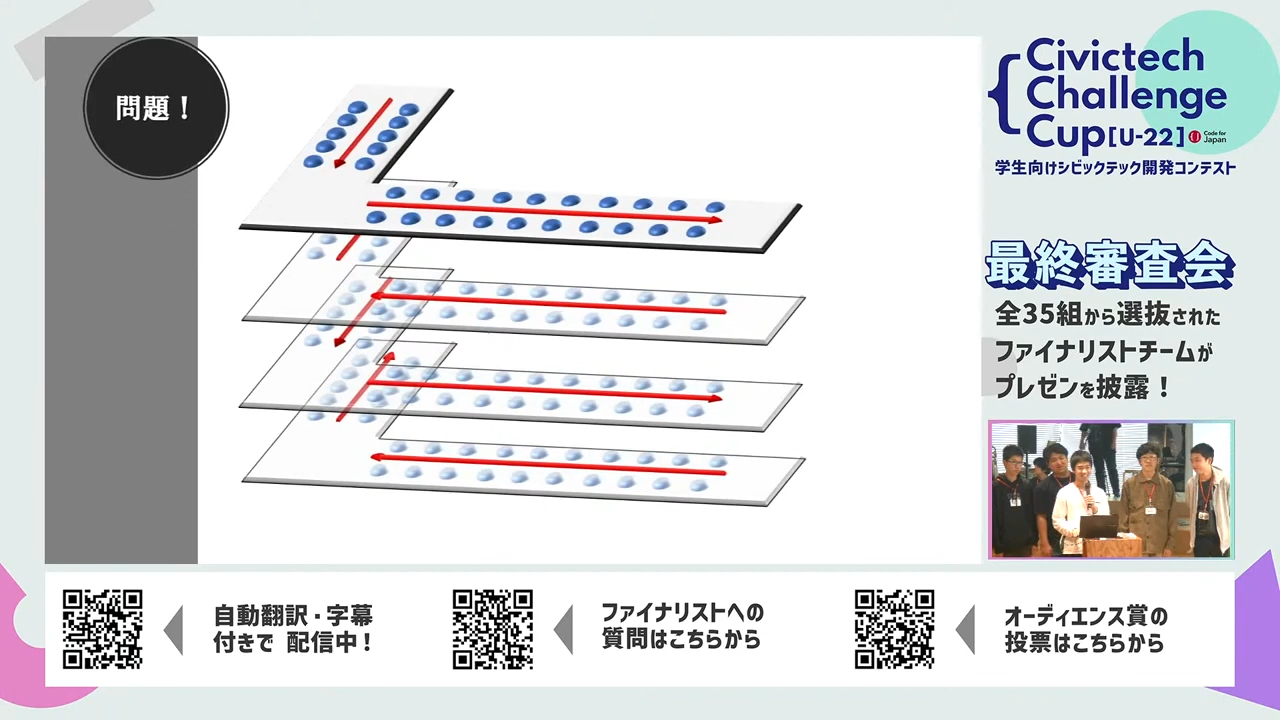 問題！
Civictech
Challenge
Cup[U-22]
Code for
Japan
学生向けシビックテック開発コンテスト
最終審査会
全35組から選抜された
ファイナリストチームが
プレゼンを披露！
自動翻訳・字幕
付きで 配信中！
ファイナリストへの
質問はこちらから
オーディエンス賞の
投票はこちらから